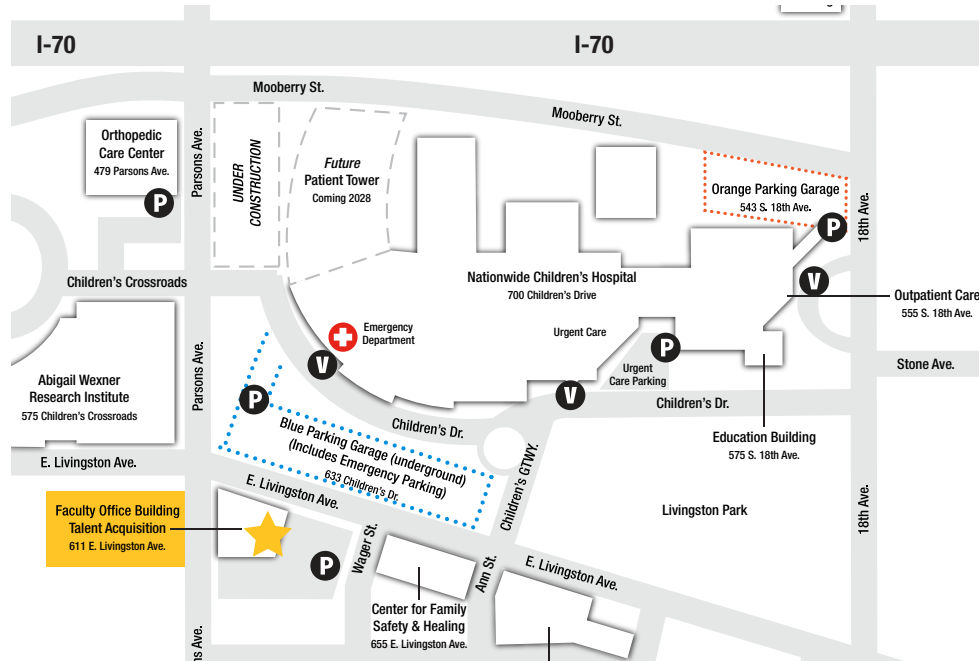 I-70
I-70
Mooberry St.
Mooberry St.
Orthopedic
Care Center
479 Parsons Ave.
P
Parsons Ave.
UNDER
CONSTRUCTION
Future
Patient Tower
Coming 2028
Orange Parking Garage
543 S. 18th Ave.
P
18th Ave.
Children's Crossroads
Nationwide Children's Hospital
700 Children's Drive
V
Outpatient Care
555 S. 18th Ave.
Emergency
Department
V
Urgent Care
P
Urgent
Care Parking
Stone Ave.
Parsons Ave.
Abigail Wexner
Research Institute
575 Children's Crossroads
P
V
Children's Dr.
Children's Dr.
Blue Parking Garage (underground)
(Includes Emergency Parking)
633 Children's Dr.
Education Building
575 S. 18th Ave.
E. Livingston Ave.
E. Livingston Ave.
Children's GTWY.
Livingston Park
18th Ave.
Faculty Office Building
Talent Acquisition
611 E. Livingston Ave.
P
Wager St.
Ann St.
E. Livingston Ave.
Center for Family
Safety & Healing
655 E. Livingston Ave.